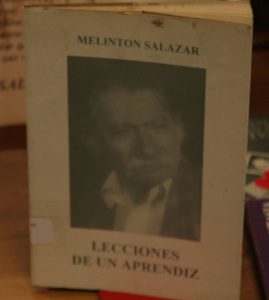 MELINTON SALAZAR
LECCIONES
DE UN APRENDIZ